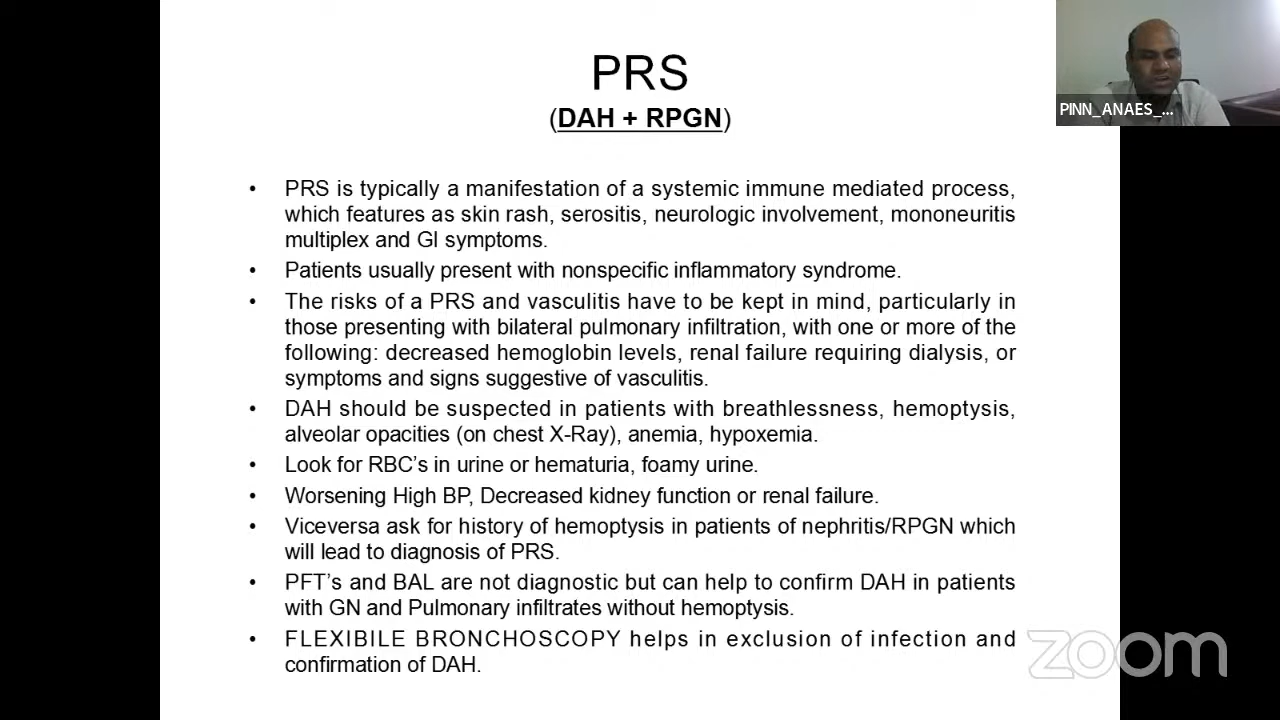 PRS
(DAH + RPGN)
• PRS is typically a manifestation of a systemic immune mediated process,
which features as skin rash, serositis, neurologic involvement, mononeuritis
multiplex and GI symptoms.
• Patients usually present with nonspecific inflammatory syndrome.
• The risks of a PRS and vasculitis have to be kept in mind, particularly in
those presenting with bilateral pulmonary infiltration, with one or more of the
following: decreased hemoglobin levels, renal failure requiring dialysis, or
symptoms and signs suggestive of vasculitis.
• DAH should be suspected in patients with breathlessness, hemoptysis,
alveolar opacities (on chest X-Ray), anemia, hypoxemia.
• Look for RBC's in urine or hematuria, foamy urine.
• Worsening High BP, Decreased kidney function or renal failure.
• Viceversa ask for history of hemoptysis in patients of nephritis/RPGN which
will lead to diagnosis of PRS.
• PFT's and BAL are not diagnostic but can help to confirm DAH in patients
with GN and Pulmonary infiltrates without hemoptysis.
• FLEXIBILE BRONCHOSCOPY helps in exclusion of infection and
confirmation of DAH.
PINN_ANAES_...
zoom